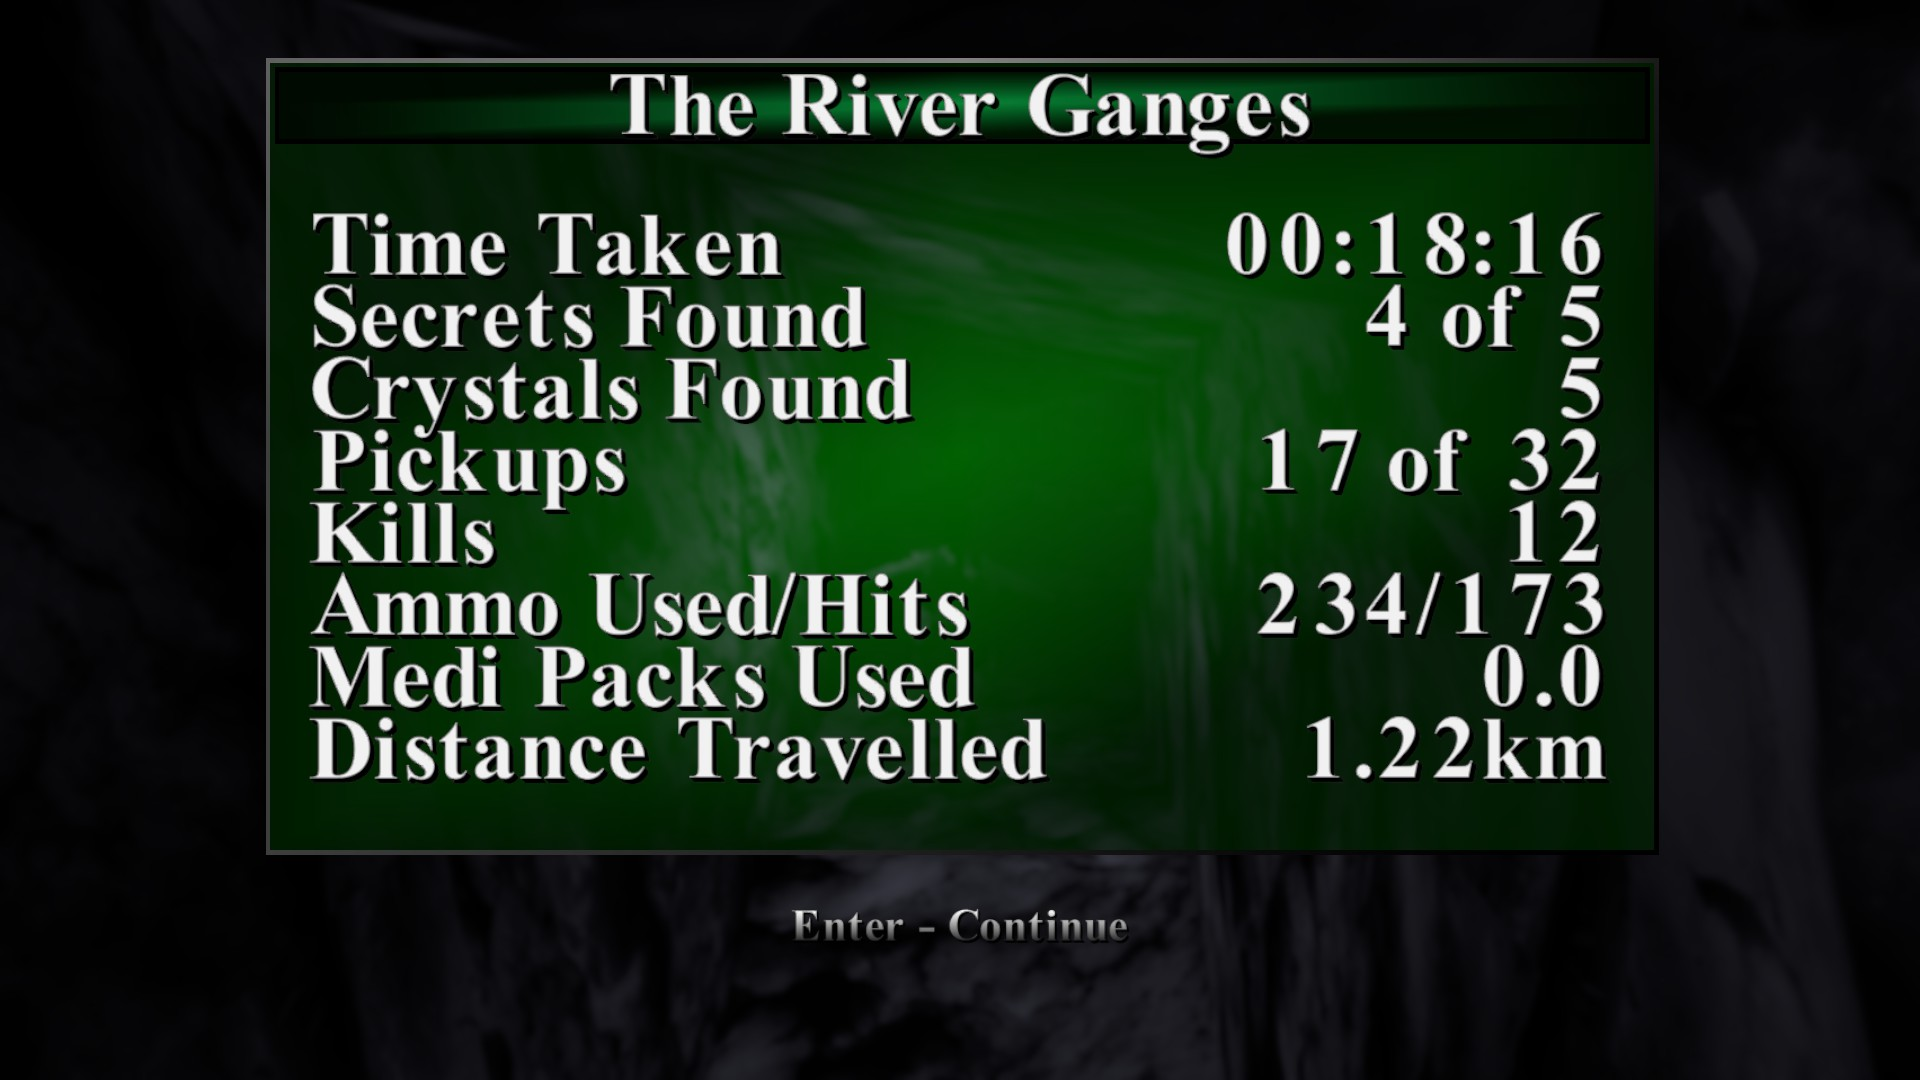 The River Ganges
Time Taken 00:18:16
Secrets Found 4 of 5
Crystals Found 5
Pickups 17 of 32
Kills 12
Ammo Used/Hits 234/173
Medi Packs Used 0.0
Distance Travelled 1.22km
Enter - Continue